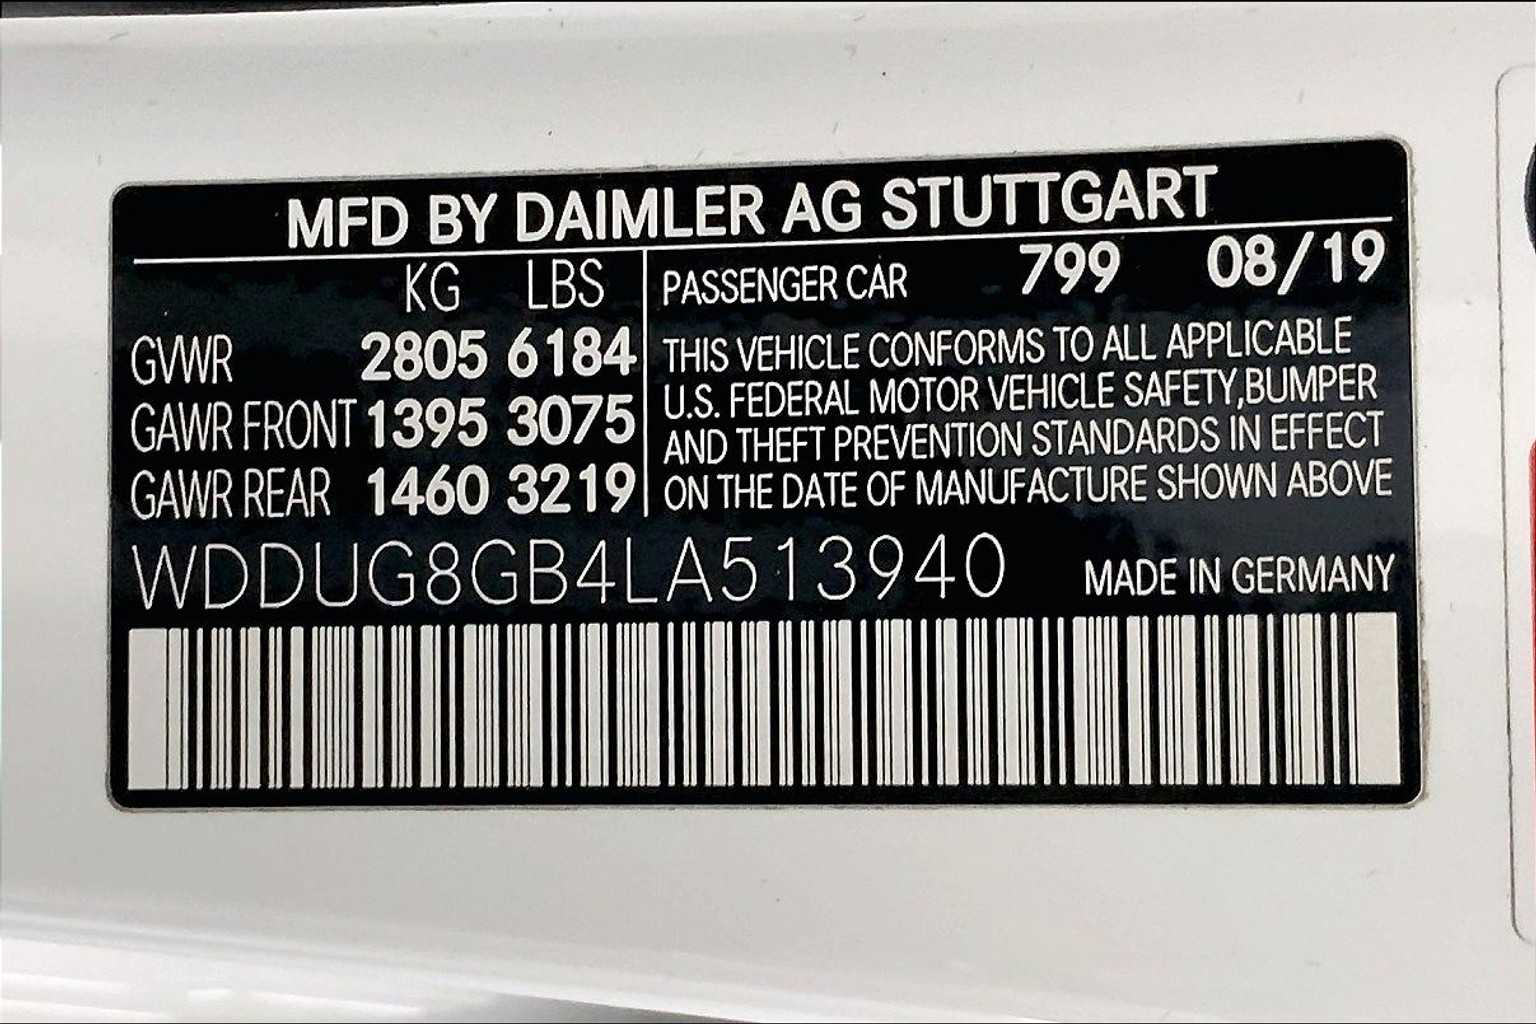 MFD BY DAIMLER AG STUTTGART
KG LBS
GVWR 2805 6184
GAWR FRONT 1395 3075
GAWR REAR 1460 3219
PASSENGER CAR 799 08/19
THIS VEHICLE CONFORMS TO ALL APPLICABLE
U.S. FEDERAL MOTOR VEHICLE SAFETY,BUMPER
AND THEFT PREVENTION STANDARDS IN EFFECT
ON THE DATE OF MANUFACTURE SHOWN ABOVE
WDDUG8GB4LA513940
MADE IN GERMANY